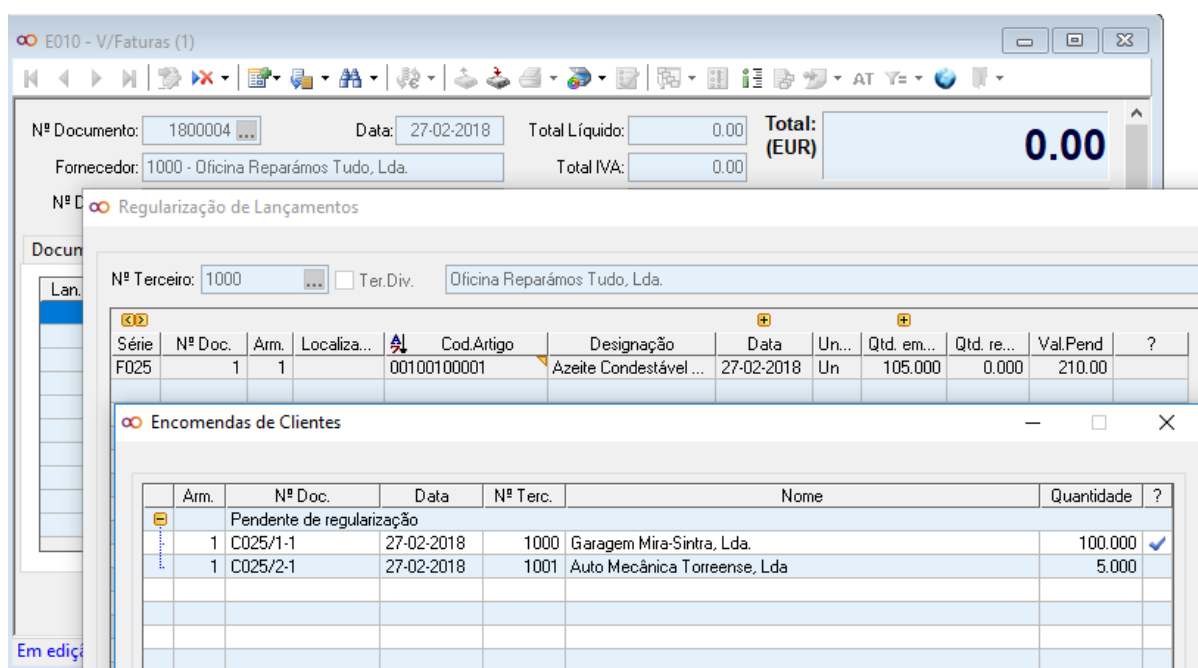 E010 - V/Faturas (1)
AT Y=
Nº Documento: 1800004 ... Data: 27-02-2018 Total Líquido: 0.00 Total: (EUR) 0.00
Fornecedor: 1000 - Oficina Reparámos Tudo, Lda. Total IVA: 0.00
Nº D
Regularização de Lançamentos
Docum
Nº Terceiro: 1000 ... Ter.Div. Oficina Reparámos Tudo, Lda.
Lan.
Série Nº Doc. Arm. Localiza... Cod.Artigo Designação Data Un... Qtd. em... Qtd. re... Val.Pend ?
F025 1 1 00100100001 Azeite Condestável ... 27-02-2018 Un 105.000 0.000 210.00
Encomendas de Clientes
Arm. Nº Doc. Data Nº Terc. Nome Quantidade ?
Pendente de regularização
1 C025/1-1 27-02-2018 1000 Garagem Mira-Sintra, Lda. 100.000
1 C025/2-1 27-02-2018 1001 Auto Mecânica Torreense, Lda 5.000
Em ediçã